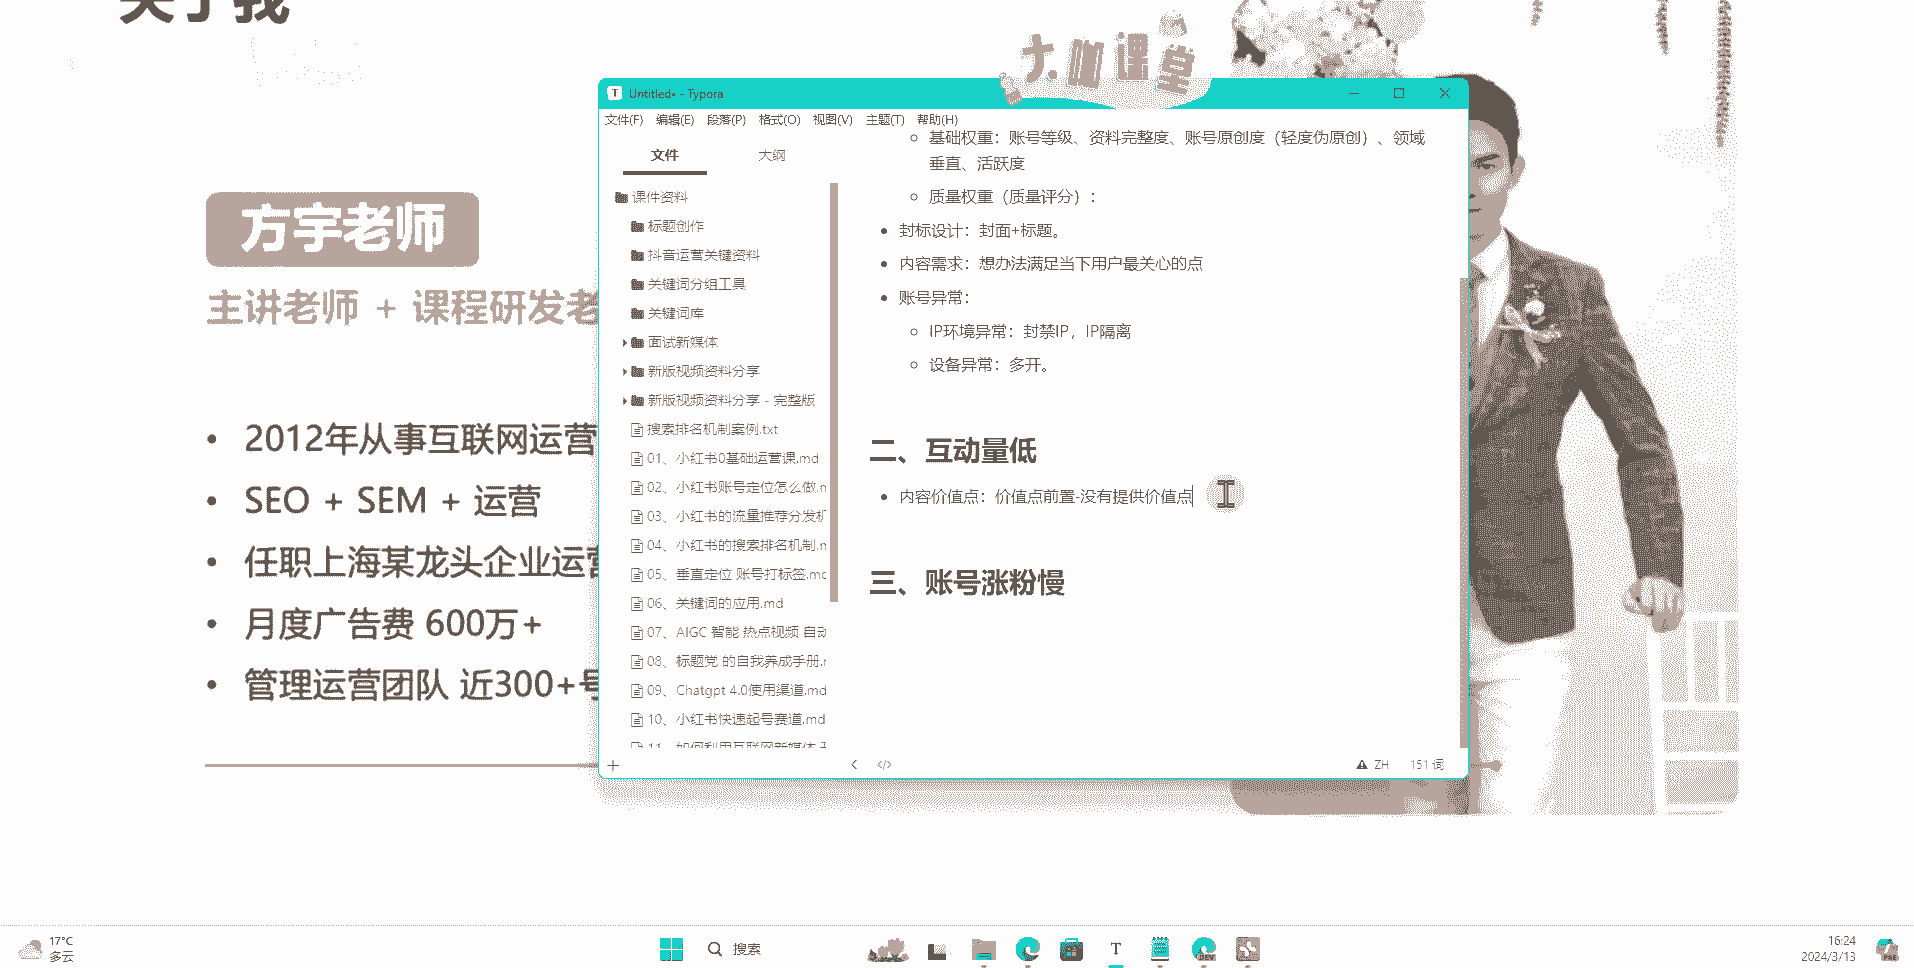 关于我
大咖课堂
方宇老师
主讲老师 + 课程研发老
• 2012年从事互联网运营
• SEO + SEM + 运营
• 任职上海某龙头企业运营
• 月度广告费 600万+
• 管理运营团队 近300+号
Untitled• - Typora
文件(F) 编辑(E) 段落(P) 格式(O) 视图(V) 主题(T) 帮助(H)
文件 大纲
课件资料
标题创作
抖音运营关键资料
关键词分组工具
关键词库
面试新媒体
新版视频资料分享
新版视频资料分享 - 完整版
搜索排名机制案例.txt
01、小红书0基础运营课.md
02、小红书账号定位怎么做.m
03、小红书的流量推荐分发机
04、小红书的搜索排名机制.m
05、垂直定位 账号打标签.md
06、关键词的应用.md
07、AIGC 智能 热点视频 自动
08、标题党 的自我养成手册.m
09、Chatgpt 4.0使用渠道.md
10、小红书快速起号赛道.md
11、如何利用互联网新媒体
基础权重：账号等级、资料完整度、账号原创度（轻度伪原创）、领域
垂直、活跃度
质量权重（质量评分）：
• 封标设计：封面+标题。
• 内容需求：想办法满足当下用户最关心的点
• 账号异常：
IP环境异常：封禁IP，IP隔离
设备异常：多开。
二、互动量低
• 内容价值点：价值点前置-没有提供价值点
三、账号涨粉慢
ZH 151 词
17°C
多云
搜索
16:24
2024/3/13